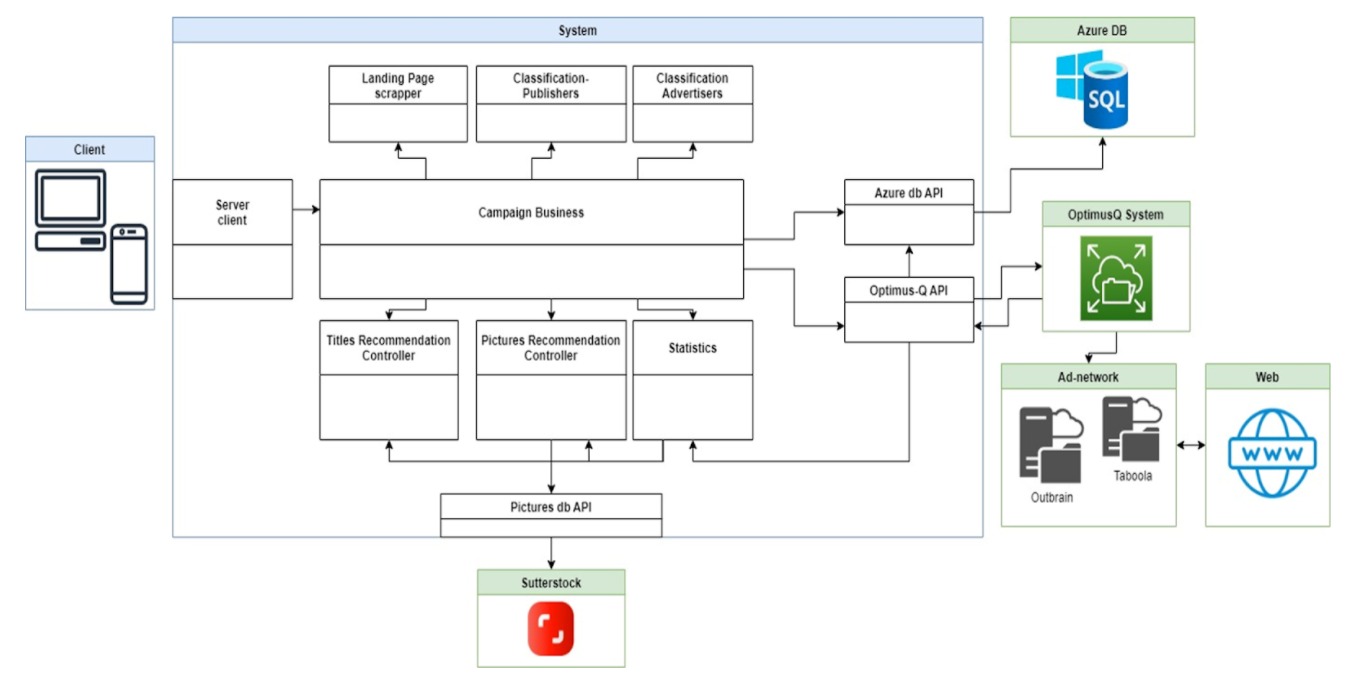 System
Azure DB
SQL
Landing Page
scrapper
Classification-
Publishers
Classification
Advertisers
Client
Server
client
Campaign Business
Azure db API
OptimusQ System
Optimus-Q API
Titles Recommendation
Controller
Pictures Recommendation
Controller
Statistics
Ad-network
Outbrain
Taboola
Web
WWW
Pictures db API
Sutterstock